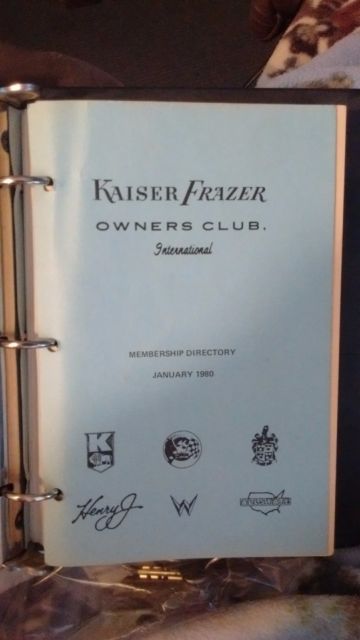 KAISER FRAZER
OWNERS CLUB.
International
MEMBERSHIP DIRECTORY
JANUARY 1980
K
Henry J
W